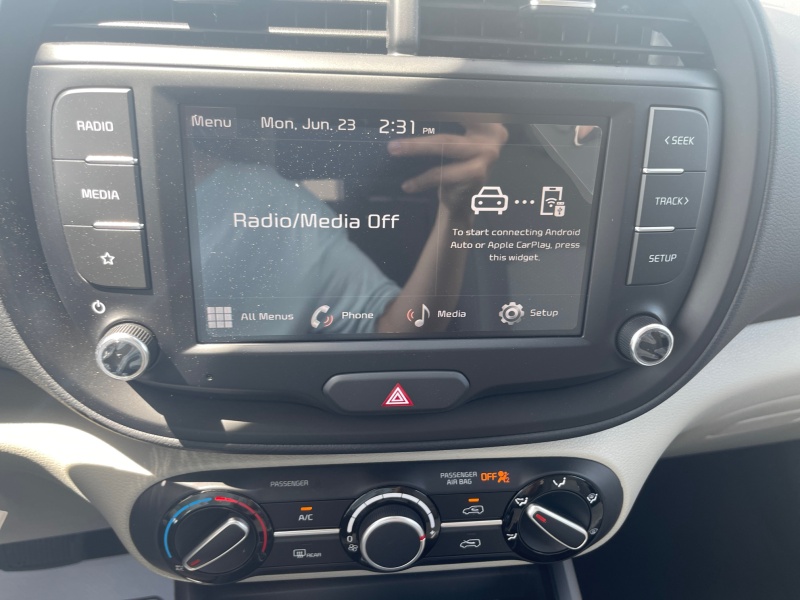 RADIO
MEDIA
Menu
Mon, Jun. 23
2:31 PM
Radio/Media Off
To start connecting Android
Auto or Apple CarPlay, press
this widget.
All Menus
Phone
Media
Setup
< SEEK
TRACK >
SETUP
PASSENGER
PASSENGER
AIR BAG
OFF
A/C
REAR